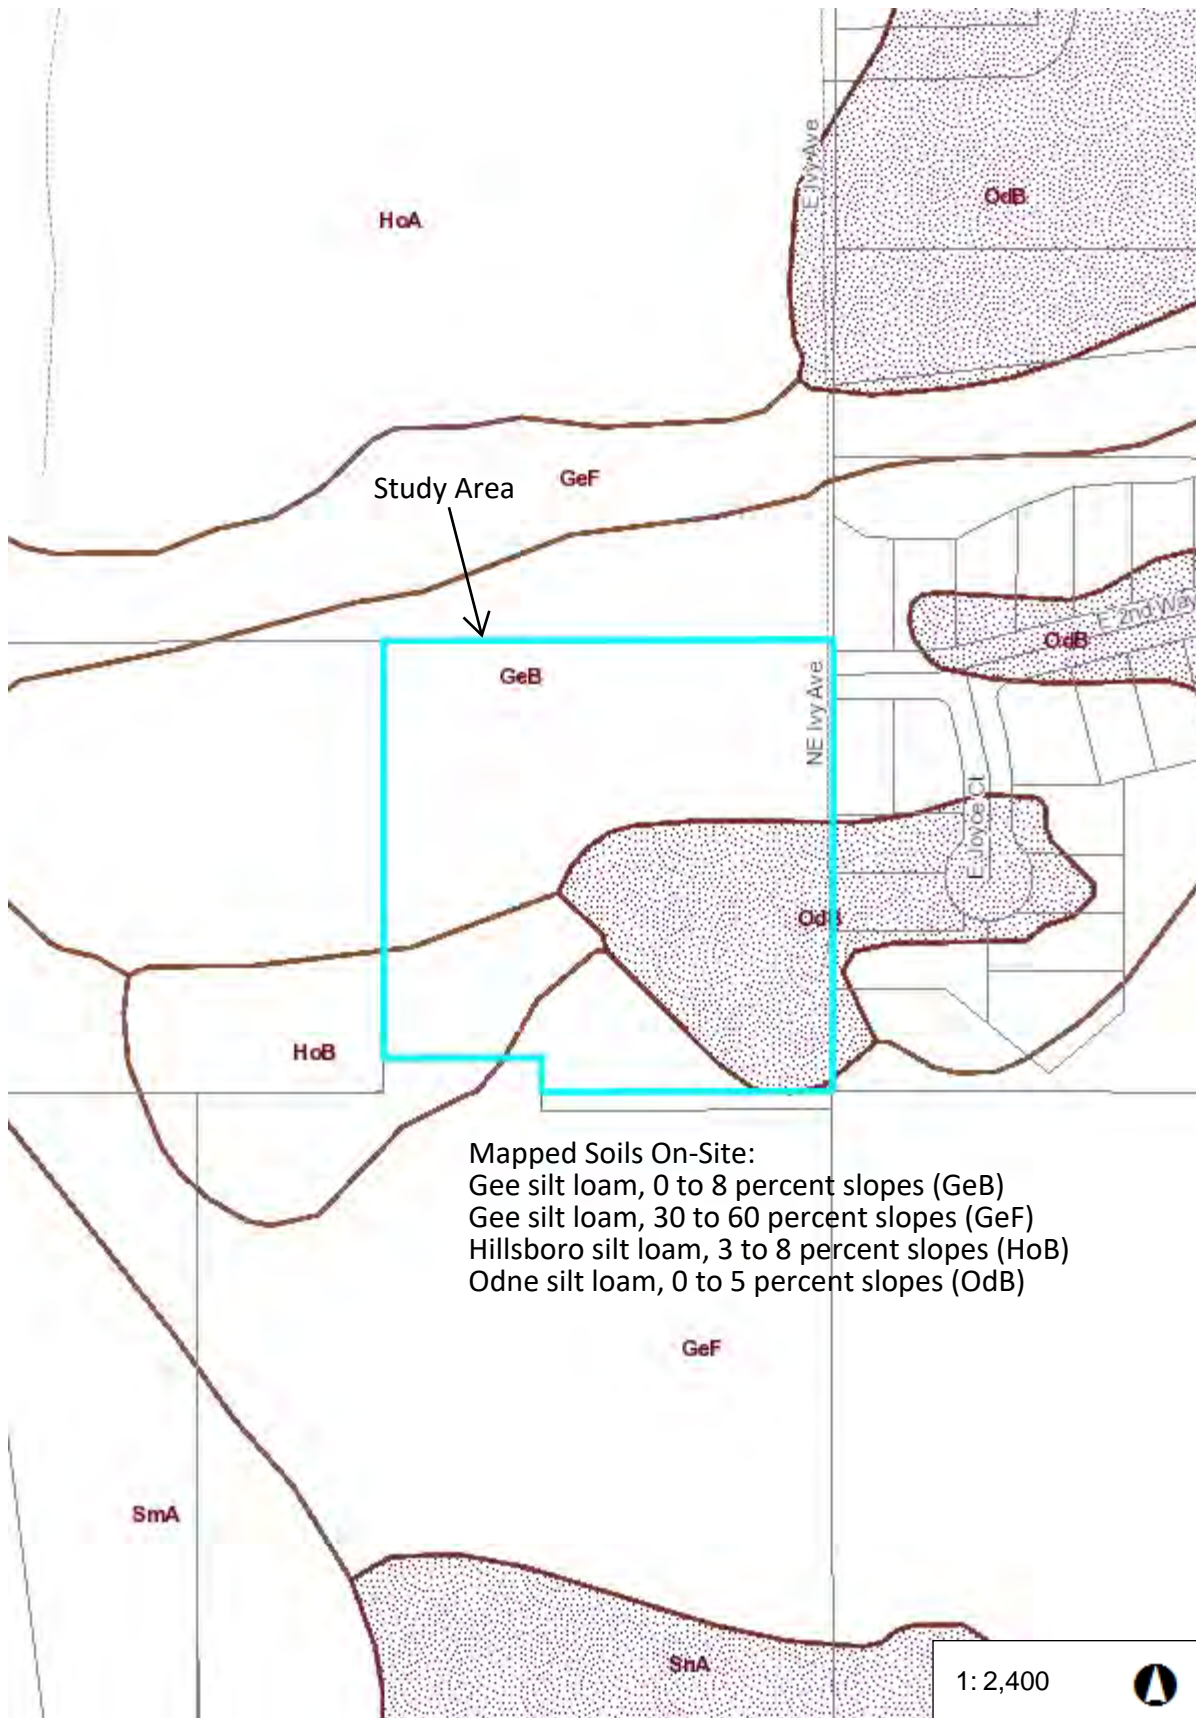 E Ivy Ave
OdB
HoA
GeF
Study Area
E 2nd Way
OdB
GeB
NE Ivy Ave
E Joyce Ct
OdB
HoB
Mapped Soils On-Site:
Gee silt loam, 0 to 8 percent slopes (GeB)
Gee silt loam, 30 to 60 percent slopes (GeF)
Hillsboro silt loam, 3 to 8 percent slopes (HoB)
Odne silt loam, 0 to 5 percent slopes (OdB)
GeF
SmA
SnA
1: 2,400